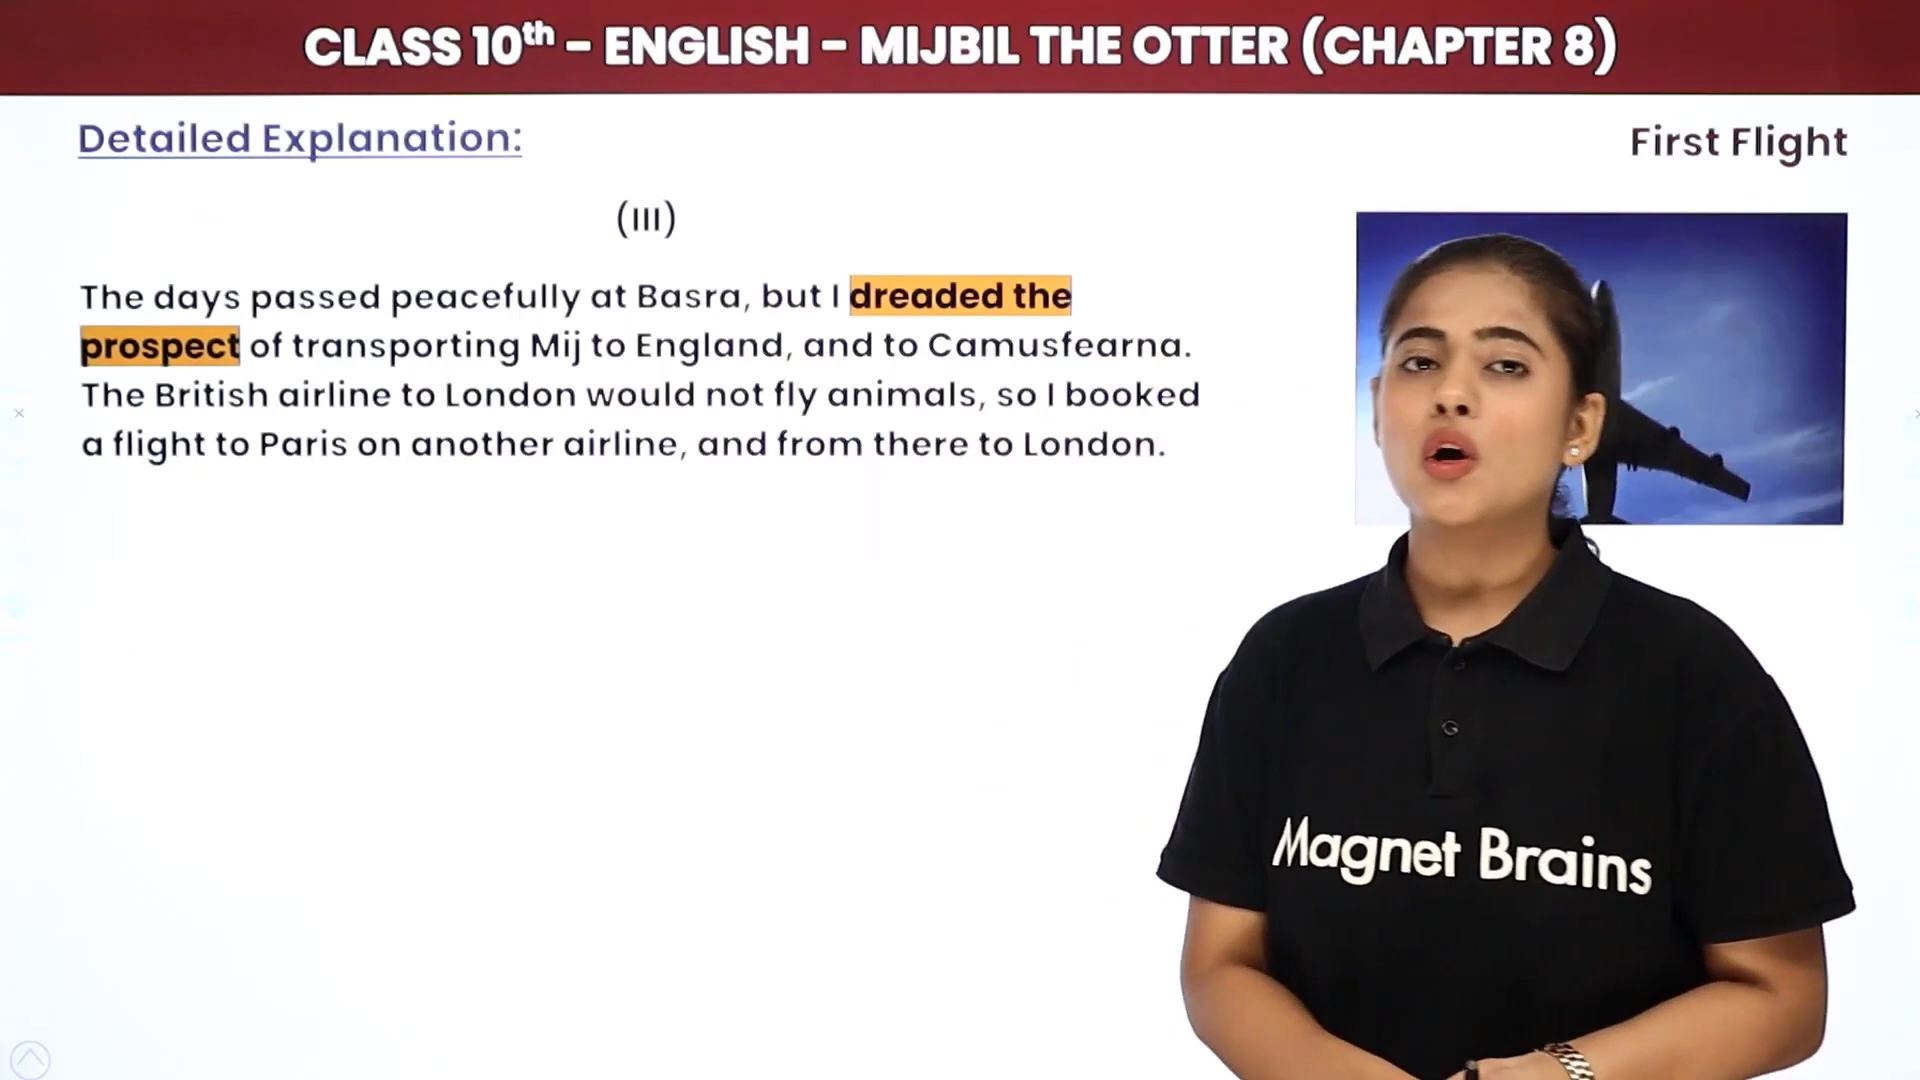 CLASS 10th – ENGLISH – MIJBIL THE OTTER (CHAPTER 8)
Detailed Explanation:
First Flight
(III)
The days passed peacefully at Basra, but I dreaded the
prospect of transporting Mij to England, and to Camusfearna.
The British airline to London would not fly animals, so I booked
a flight to Paris on another airline, and from there to London.
Magnet Brains